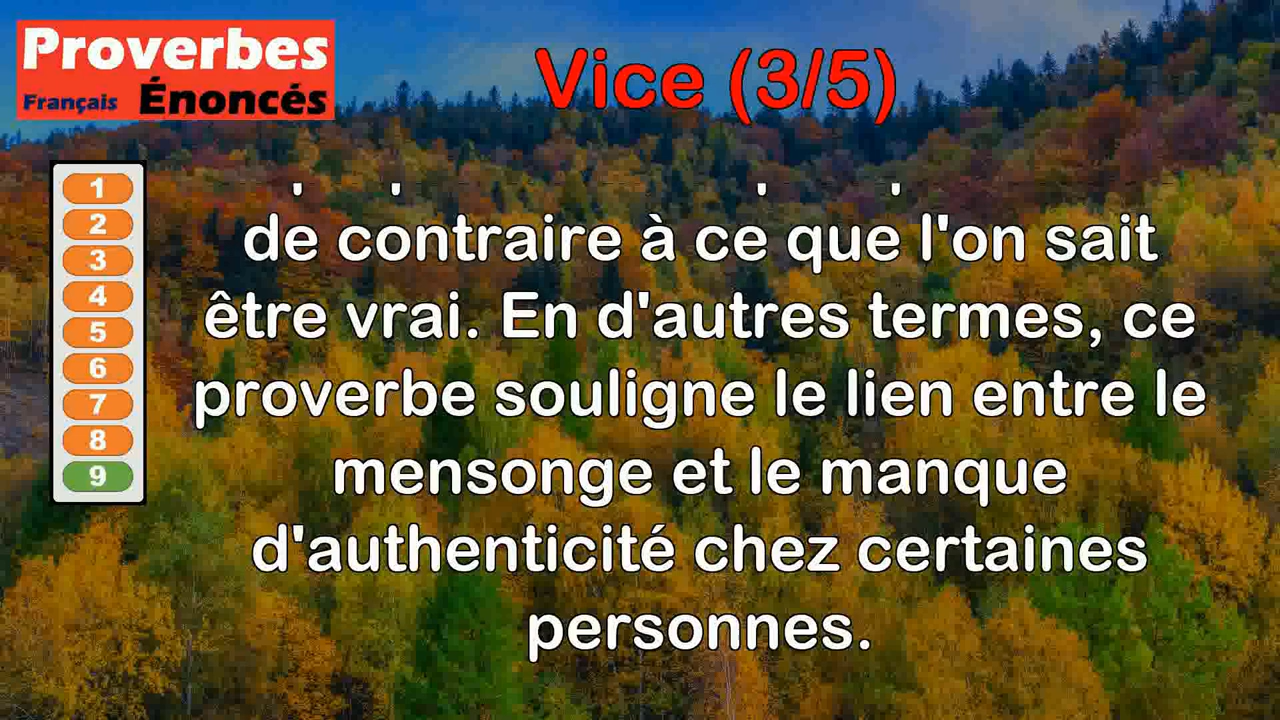 Proverbes
Français Énoncés
Vice (3/5)
1
2
3
4
5
6
7
8
9
de contraire à ce que l'on sait
être vrai. En d'autres termes, ce
proverbe souligne le lien entre le
mensonge et le manque
d'authenticité chez certaines
personnes.